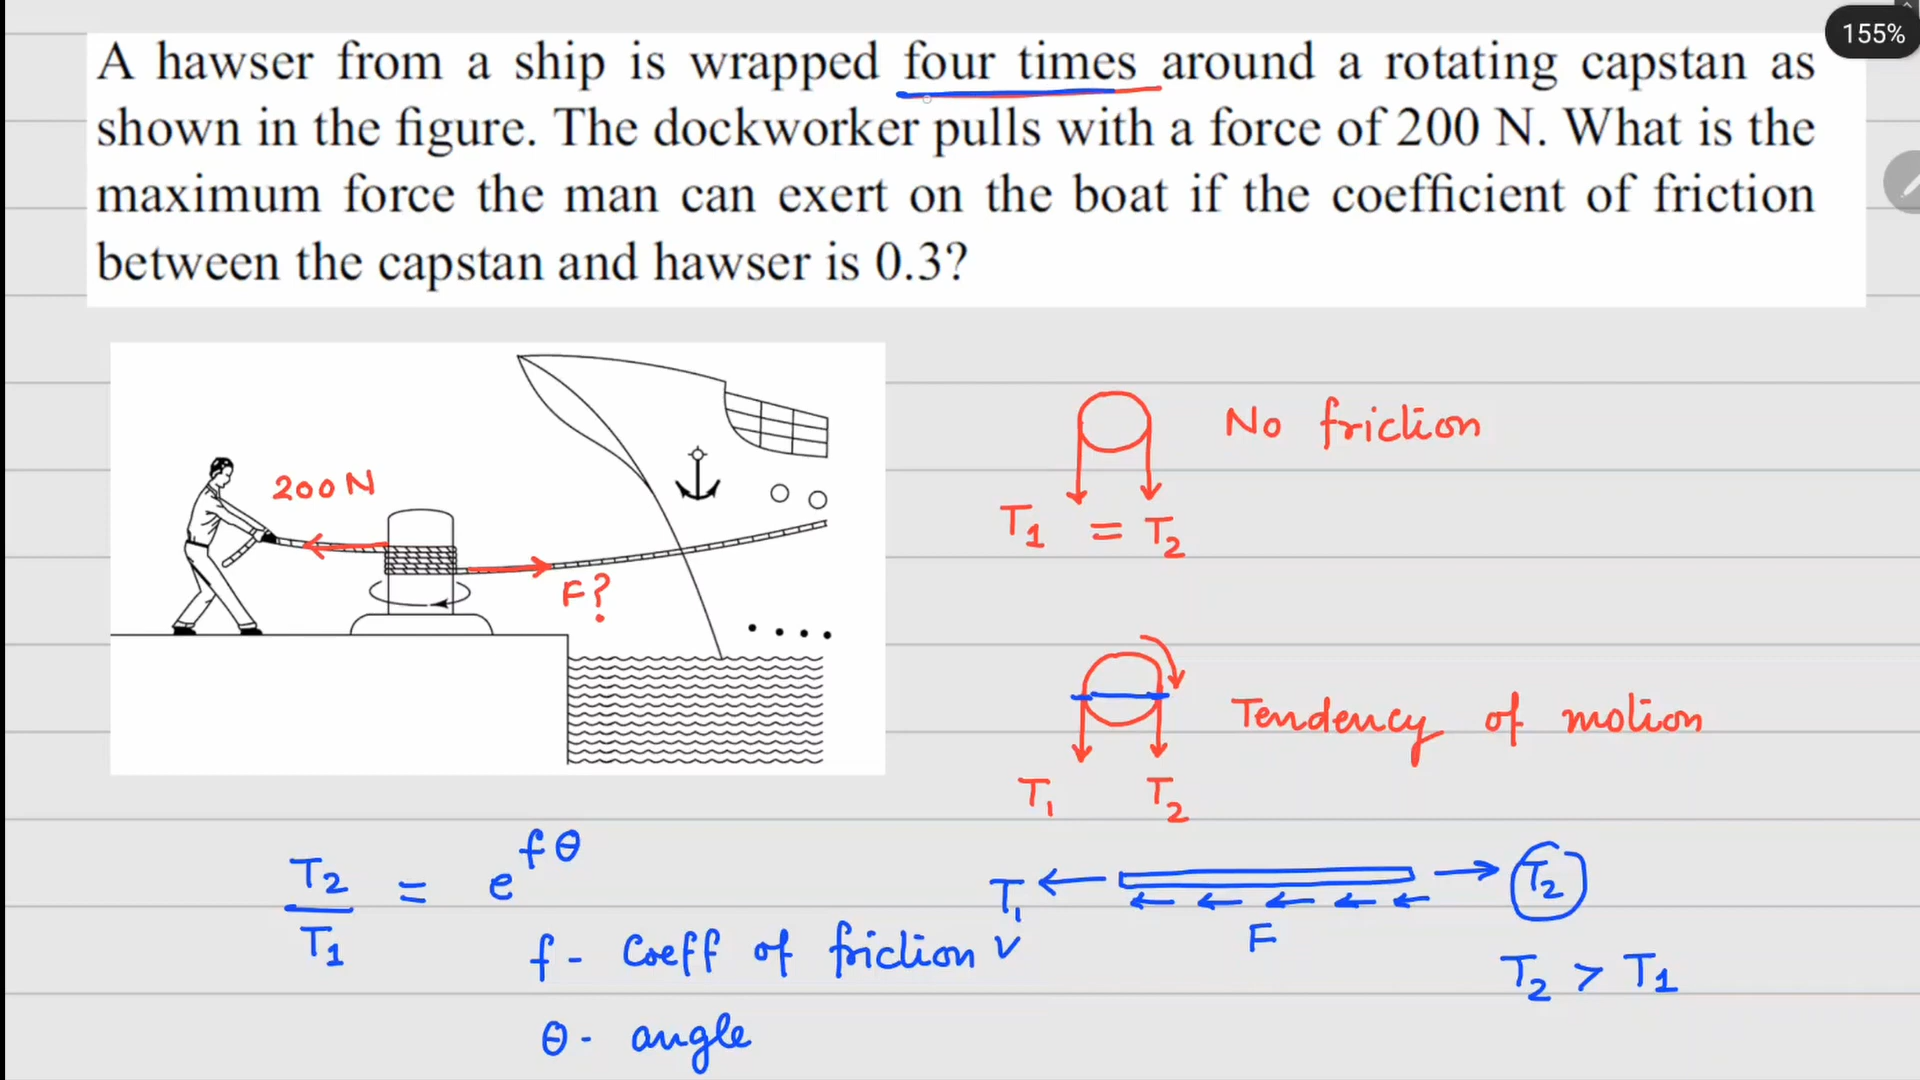 155%
A hawser from a ship is wrapped four times around a rotating capstan as
shown in the figure. The dockworker pulls with a force of 200 N. What is the
maximum force the man can exert on the boat if the coefficient of friction
between the capstan and hawser is 0.3?
200 N
F?
No friction
T₁ = T₂
Tendency of motion
T₁ T₂
T₂/T₁ = e^fθ
f - Coeff of friction ✓
θ - angle
T₁ T₂
F
T₂ > T₁